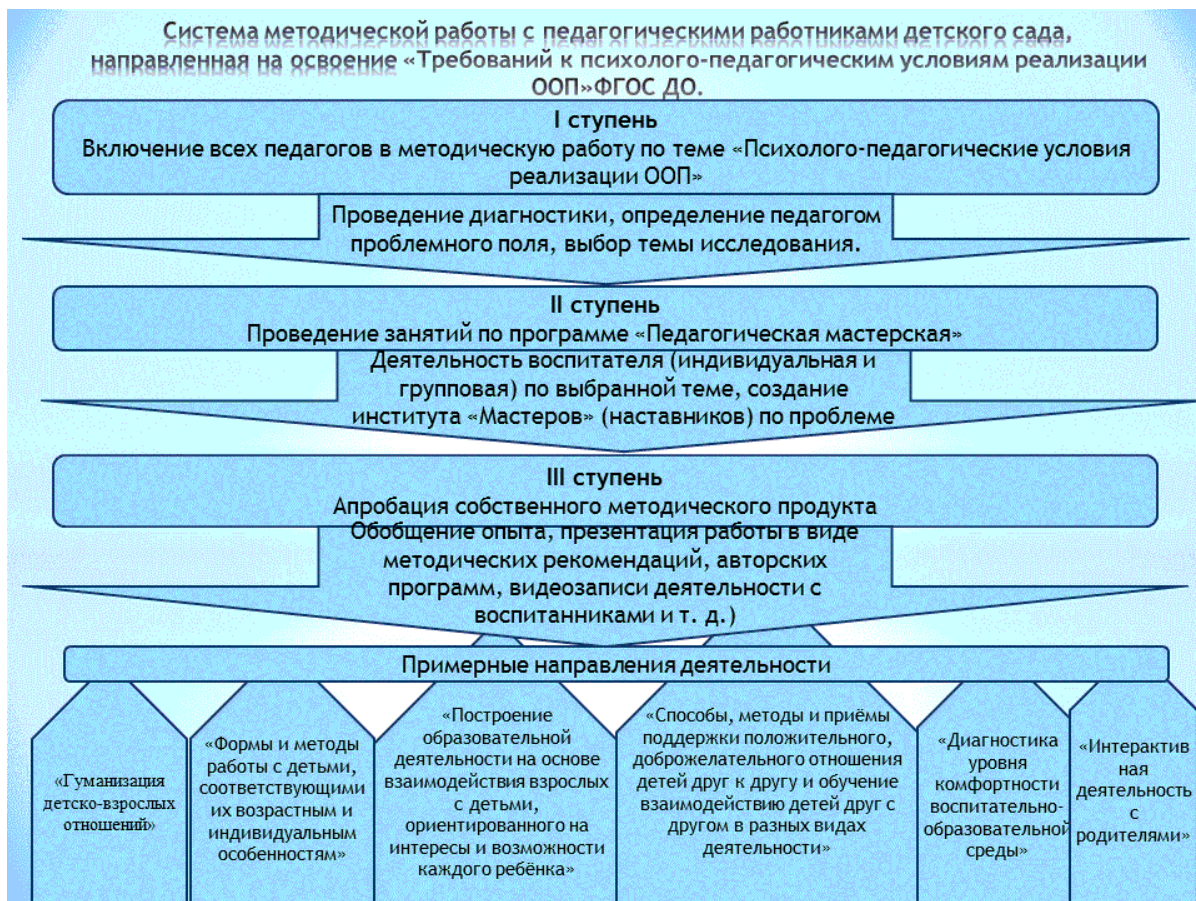 Система методической работы с педагогическими работниками детского сада,
направленная на освоение «Требований к психолого-педагогическим условиям реализации
ООП»ФГОС ДО.
I ступень
Включение всех педагогов в методическую работу по теме «Психолого-педагогические условия
реализации ООП»
Проведение диагностики, определение педагогом
проблемного поля, выбор темы исследования.
II ступень
Проведение занятий по программе «Педагогическая мастерская»
Деятельность воспитателя (индивидуальная и
групповая) по выбранной теме, создание
института «Мастеров» (наставников) по проблеме
III ступень
Апробация собственного методического продукта
Обобщение опыта, презентация работы в виде
методических рекомендаций, авторских
программ, видеозаписи деятельности с
воспитанниками и т. д.)
Примерные направления деятельности
«Гуманизация
детско-взрослых
отношений»
«Формы и методы
работы с детьми,
соответствующими
их возрастным и
индивидуальным
особенностям»
«Построение
образовательной
деятельности на основе
взаимодействия взрослых
с детьми,
ориентированного на
интересы и возможности
каждого ребёнка»
«Способы, методы и приёмы
поддержки положительного,
доброжелательного отношения
детей друг к другу и обучение
взаимодействию детей друг с
другом в разных видах
деятельности»
«Диагностика
уровня
комфортности
воспитательно-
образовательной
среды»
«Интерактив
ная
деятельность
с
родителями»